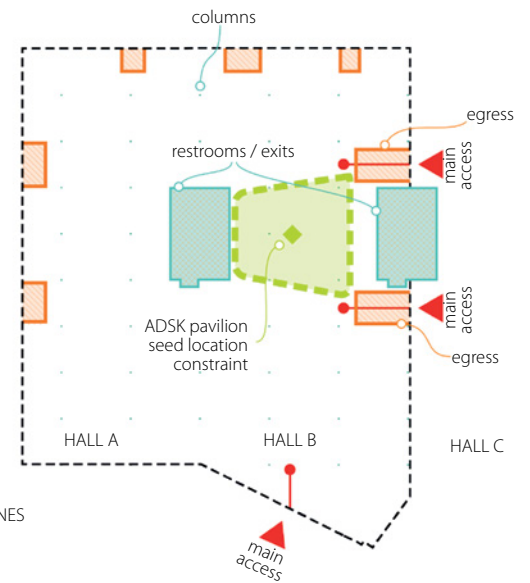 columns
egress
restrooms / exits
main
access
ADSK pavilion
seed location
constraint
main
access
egress
HALL A
HALL B
HALL C
NES
main
access